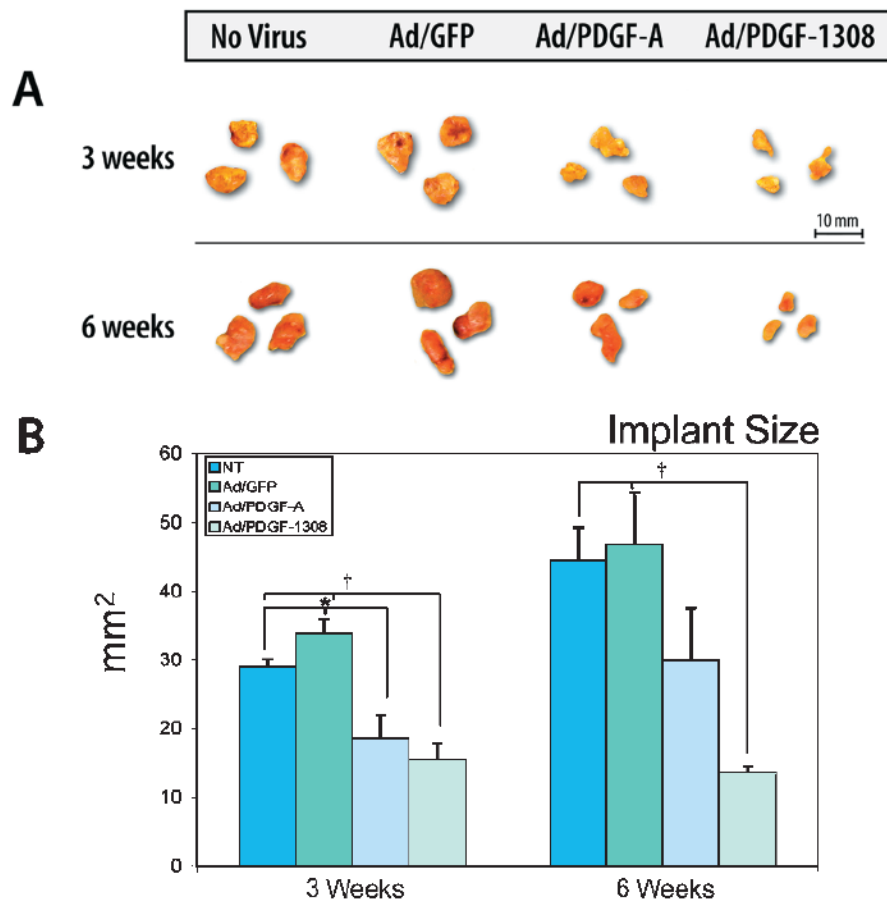 No Virus Ad/GFP Ad/PDGF-A Ad/PDGF-1308
A
3 weeks
10 mm
6 weeks
B
Implant Size
mm²
60
50
40
30
20
10
0
NT
Ad/GFP
Ad/PDGF-A
Ad/PDGF-1308
†
*
†
3 Weeks 6 Weeks